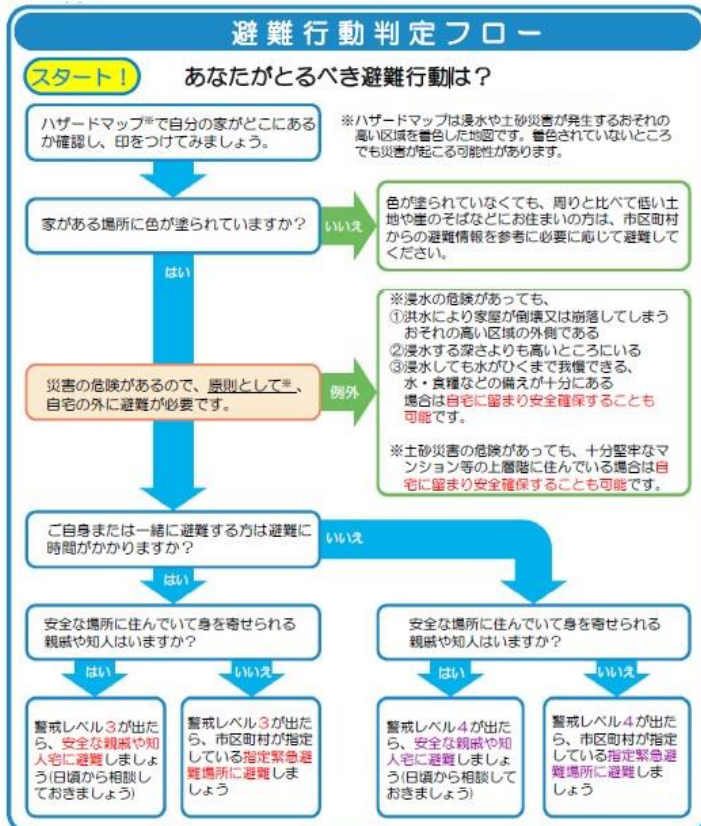 避難行動判定フロー
スタート！
あなたがとるべき避難行動は？
ハザードマップ※で自分の家がどこにある
か確認し、印をつけてみましょう。
※ハザードマップは浸水や土砂災害が発生するおそれの
高い区域を着色した地図です。着色されていないところ
でも災害が起こる可能性があります。
家がある場所に色が塗られていますか？
いいえ
色が塗られていなくても、周りと比べて低い土
地や崖のそばなどにお住まいの方は、市区町村
からの避難情報を参考に必要に応じて避難して
ください。
はい
災害の危険があるので、原則として※、
自宅の外に避難が必要です。
例外
※浸水の危険があっても、
①洪水により家屋が倒壊又は崩落してしまう
おそれの高い区域の外側である
②浸水する深さよりも高いところにいる
③浸水しても水がひくまで我慢できる、
水・食糧などの備えが十分にある
場合は自宅に留まり安全確保することも
可能です。
※土砂災害の危険があっても、十分堅牢なマ
ンション等の上層階に住んでいる場合は自
宅に留まり安全確保することも可能です。
ご自身または一緒に避難する方は避難に
時間がかかりますか？
いいえ
はい
安全な場所に住んでいて身を寄せられる
親戚や知人はいますか？
はい
いいえ
警戒レベル3が出た
ら、安全な親戚や知
人宅に避難しましょ
う(日頃から相談し
ておきましょう)
警戒レベル3が出た
ら、市区町村が指定
している指定緊急避
難場所に避難しま
しょう
安全な場所に住んでいて身を寄せられる
親戚や知人はいますか？
はい
いいえ
警戒レベル4が出た
ら、安全な親戚や知
人宅に避難しましょ
う(日頃から相談し
ておきましょう)
警戒レベル4が出た
ら、市区町村が指定
している指定緊急避
難場所に避難しま
しょう